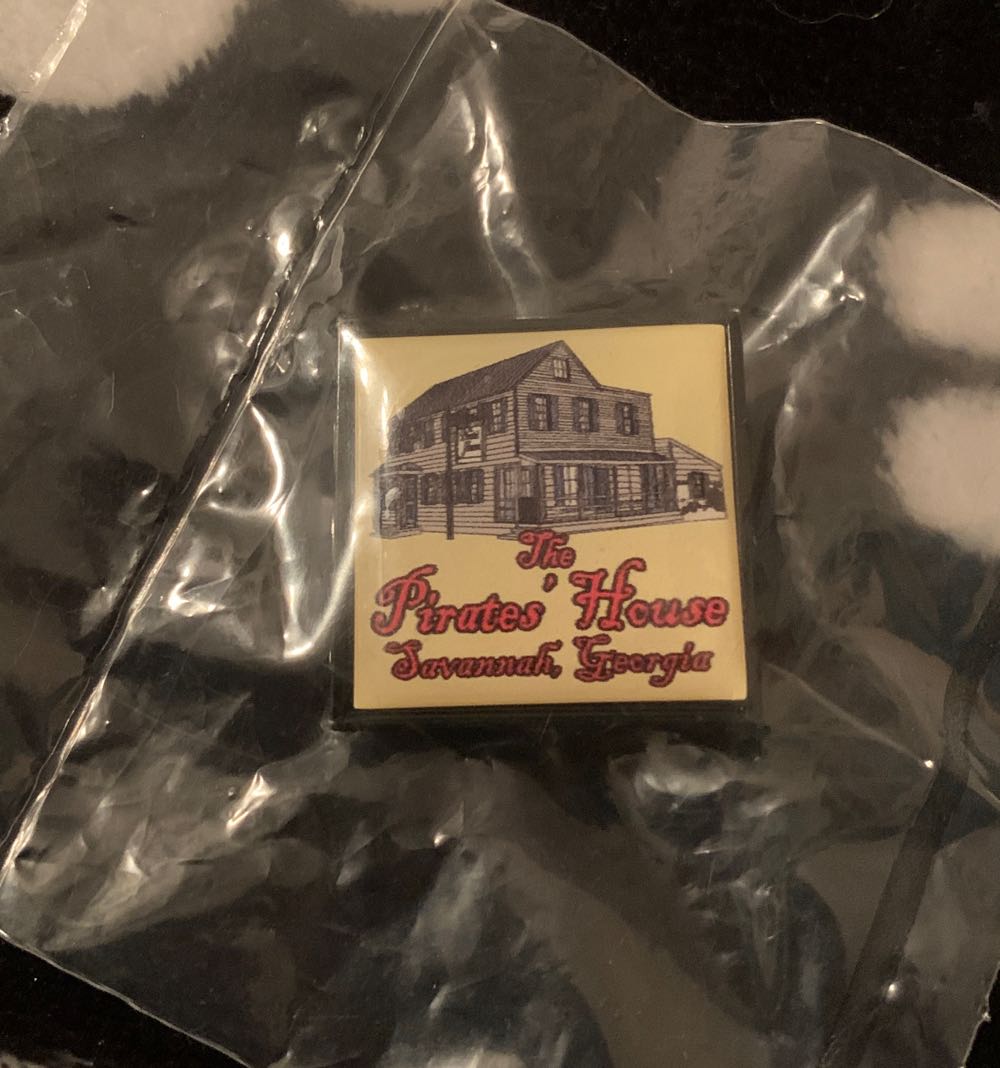 The
Pirates' House
Savannah, Georgia